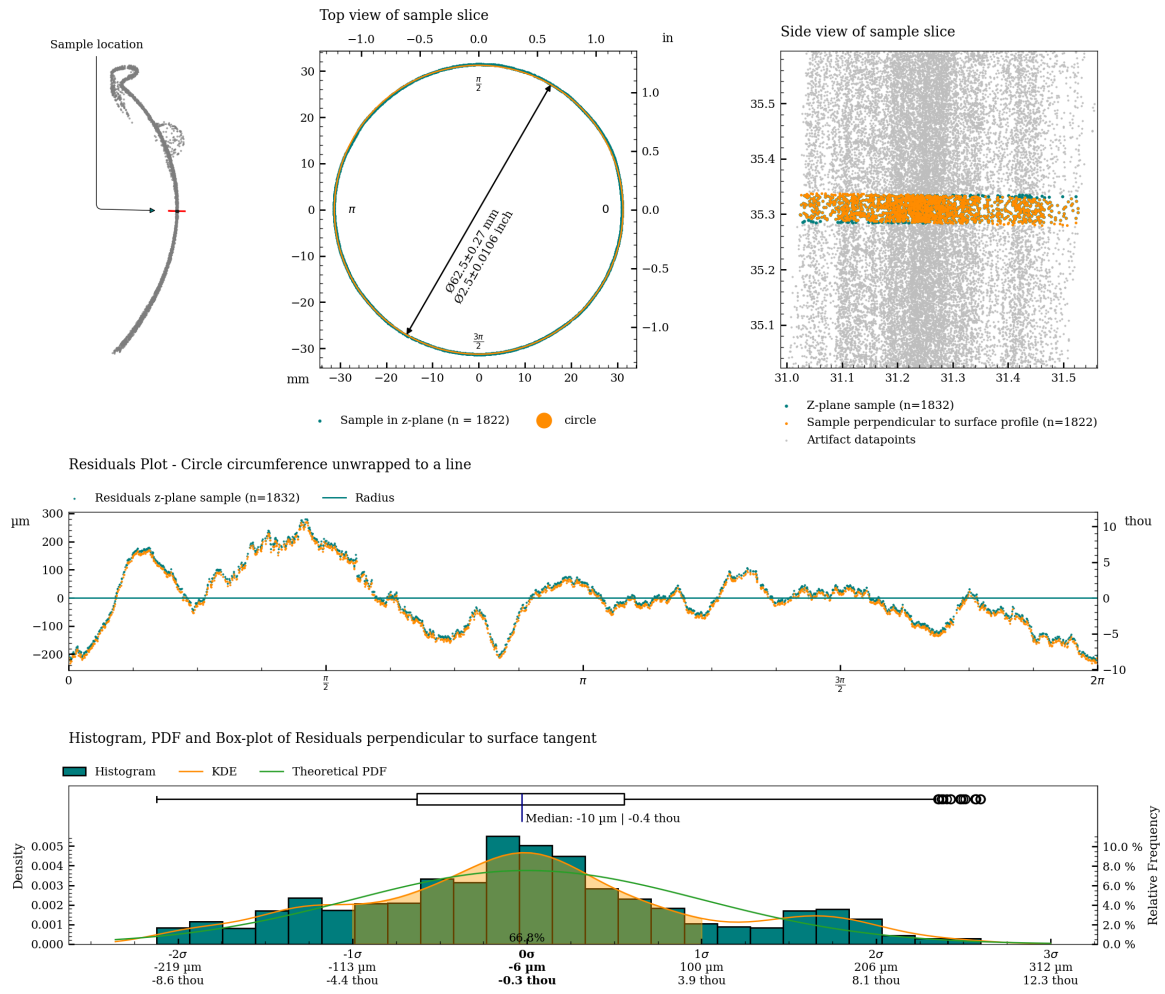 Top view of sample slice
Sample location
−1.0 −0.5 0.0 0.5 1.0 in
30
20
10
0
−10
−20
−30
mm
−30 −20 −10 0 10 20 30
1.0
0.5
0.0
−0.5
−1.0
π/2
π
0
3π/2
Ø62.5±0.27 mm
Ø2.5±0.0106 inch
Sample in z-plane (n = 1822) circle
Side view of sample slice
35.5
35.4
35.3
35.2
35.1
31.0 31.1 31.2 31.3 31.4 31.5
Z-plane sample (n=1832)
Sample perpendicular to surface profile (n=1822)
Artifact datapoints
Residuals Plot - Circle circumference unwrapped to a line
Residuals z-plane sample (n=1832) Radius
µm
300
200
100
0
−100
−200
thou
10
5
0
−5
−10
0 π/2 π 3π/2 2π
Histogram, PDF and Box-plot of Residuals perpendicular to surface tangent
Histogram KDE Theoretical PDF
Median: -10 µm | -0.4 thou
Density
0.005
0.004
0.003
0.002
0.001
0.000
Relative Frequency
10.0 %
8.0 %
6.0 %
4.0 %
2.0 %
0.0 %
66.8%
-2σ -1σ 0σ 1σ 2σ 3σ
-219 µm -113 µm -6 µm 100 µm 206 µm 312 µm
-8.6 thou -4.4 thou -0.3 thou 3.9 thou 8.1 thou 12.3 thou